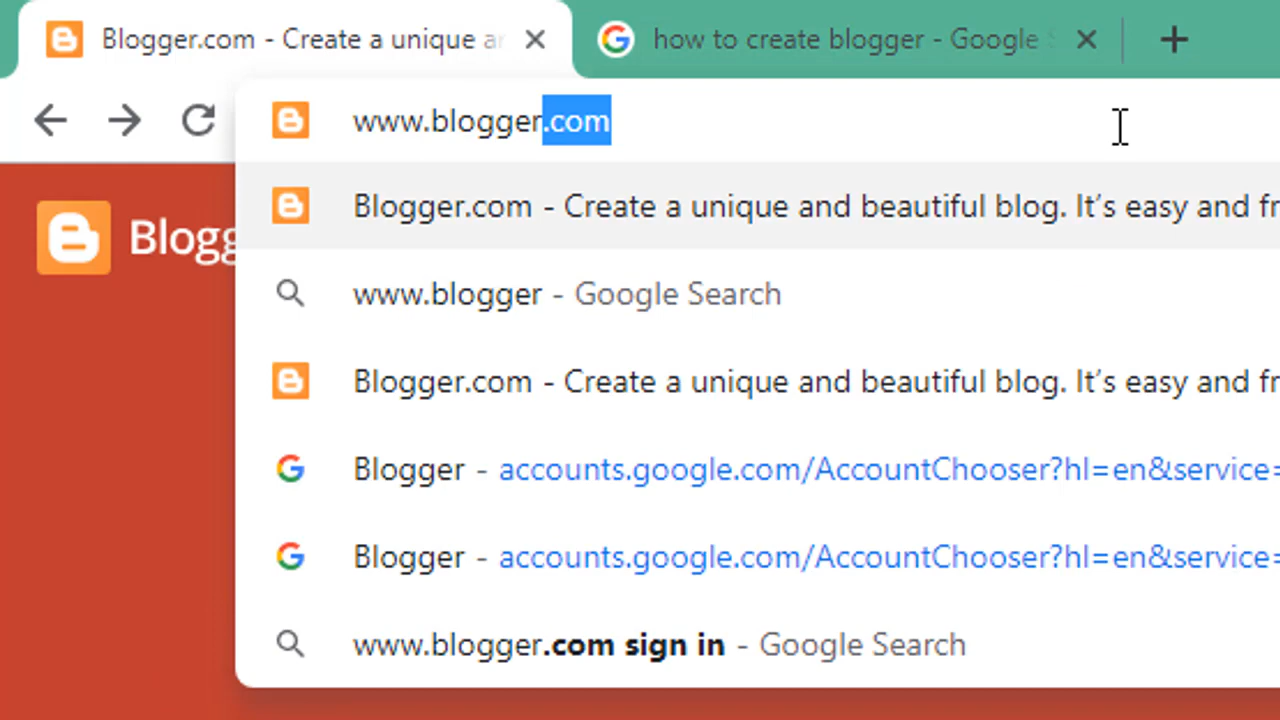 Blogger.com - Create a unique ar
how to create blogger - Google S
www.blogger.com
Blogg
Blogger.com - Create a unique and beautiful blog. It’s easy and fr
www.blogger - Google Search
Blogger.com - Create a unique and beautiful blog. It’s easy and fr
Blogger - accounts.google.com/AccountChooser?hl=en&service=
Blogger - accounts.google.com/AccountChooser?hl=en&service=
www.blogger.com sign in - Google Search